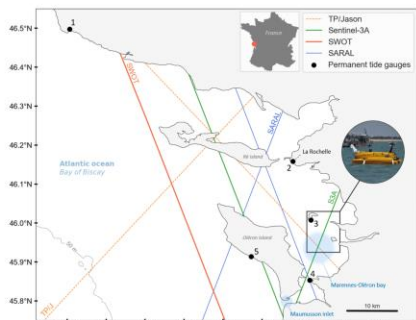 France
TP/Jason
Sentinel-3A
SWOT
SARAL
Permanent tide gauges
46.5°N
46.4°N
46.3°N
46.2°N
46.1°N
46.0°N
45.9°N
45.8°N
1
SWOT
SARAL
Ré island
2
La Rochelle
Atlantic ocean
Bay of Biscay
S3A
3
Oléron island
5
4
Marennes-Oléron bay
TP/J
Maumusson inlet
10 km